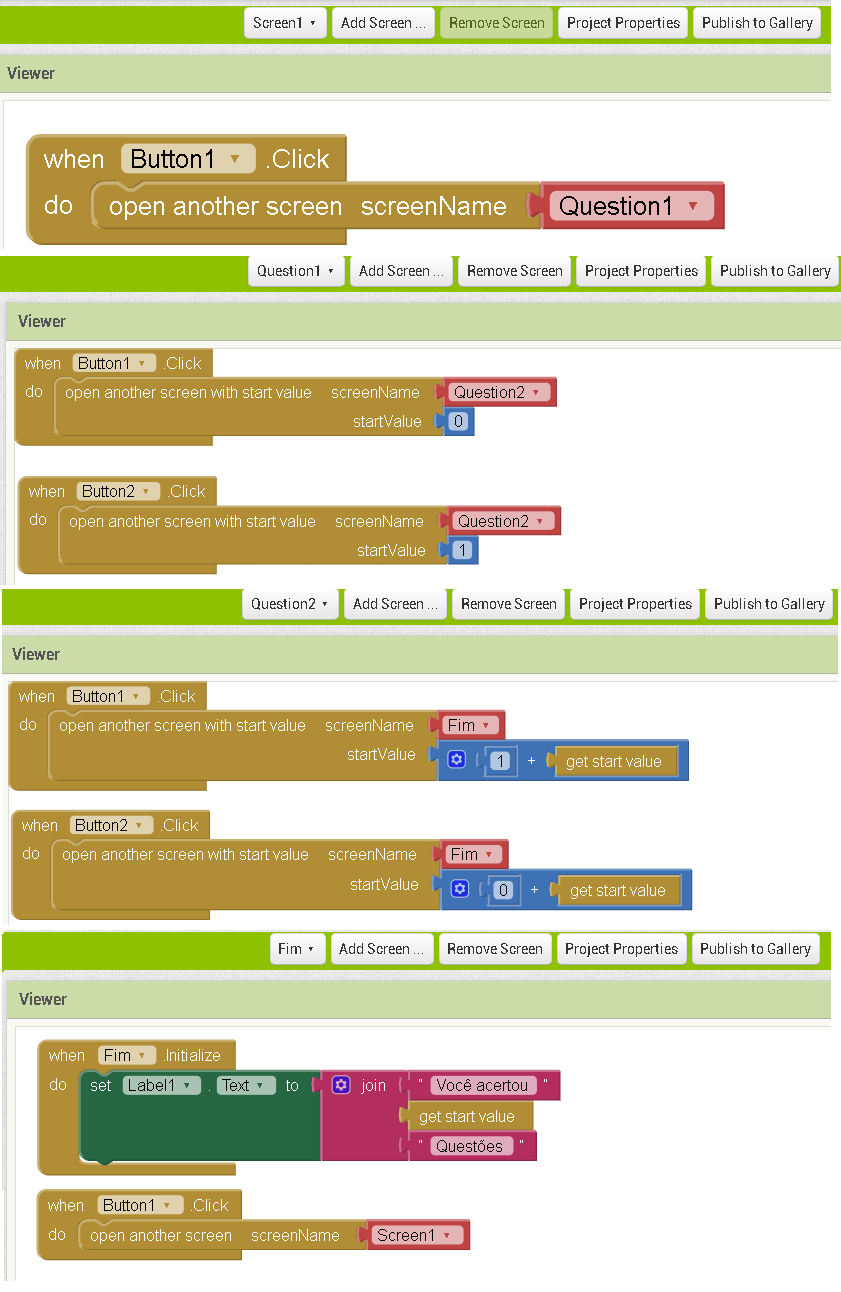 Screen1 Add Screen ... Remove Screen Project Properties Publish to Gallery
Viewer
when Button1 .Click
do open another screen screenName Question1
Question1 Add Screen ... Remove Screen Project Properties Publish to Gallery
Viewer
when Button1 .Click
do open another screen with start value screenName Question2
startValue 0
when Button2 .Click
do open another screen with start value screenName Question2
startValue 1
Question2 Add Screen ... Remove Screen Project Properties Publish to Gallery
Viewer
when Button1 .Click
do open another screen with start value screenName Fim
startValue 1 + get start value
when Button2 .Click
do open another screen with start value screenName Fim
startValue 0 + get start value
Fim Add Screen ... Remove Screen Project Properties Publish to Gallery
Viewer
when Fim .Initialize
do set Label1 . Text to join " Você acertou "
get start value
" Questões "
when Button1 .Click
do open another screen screenName Screen1